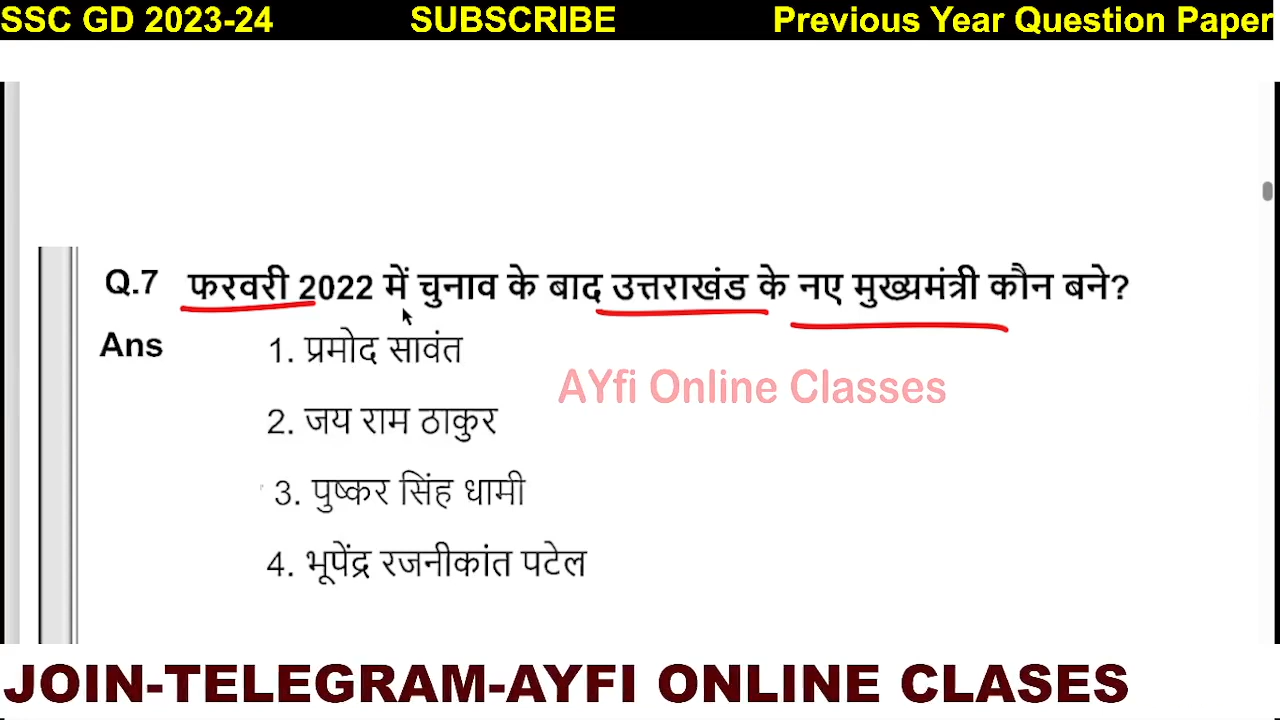 SSC GD 2023-24 SUBSCRIBE Previous Year Question Paper
Q.7 फरवरी 2022 में चुनाव के बाद उत्तराखंड के नए मुख्यमंत्री कौन बने?
Ans 1. प्रमोद सावंत
AYfi Online Classes
2. जय राम ठाकुर
3. पुष्कर सिंह धामी
4. भूपेंद्र रजनीकांत पटेल
JOIN-TELEGRAM-AYFI ONLINE CLASES